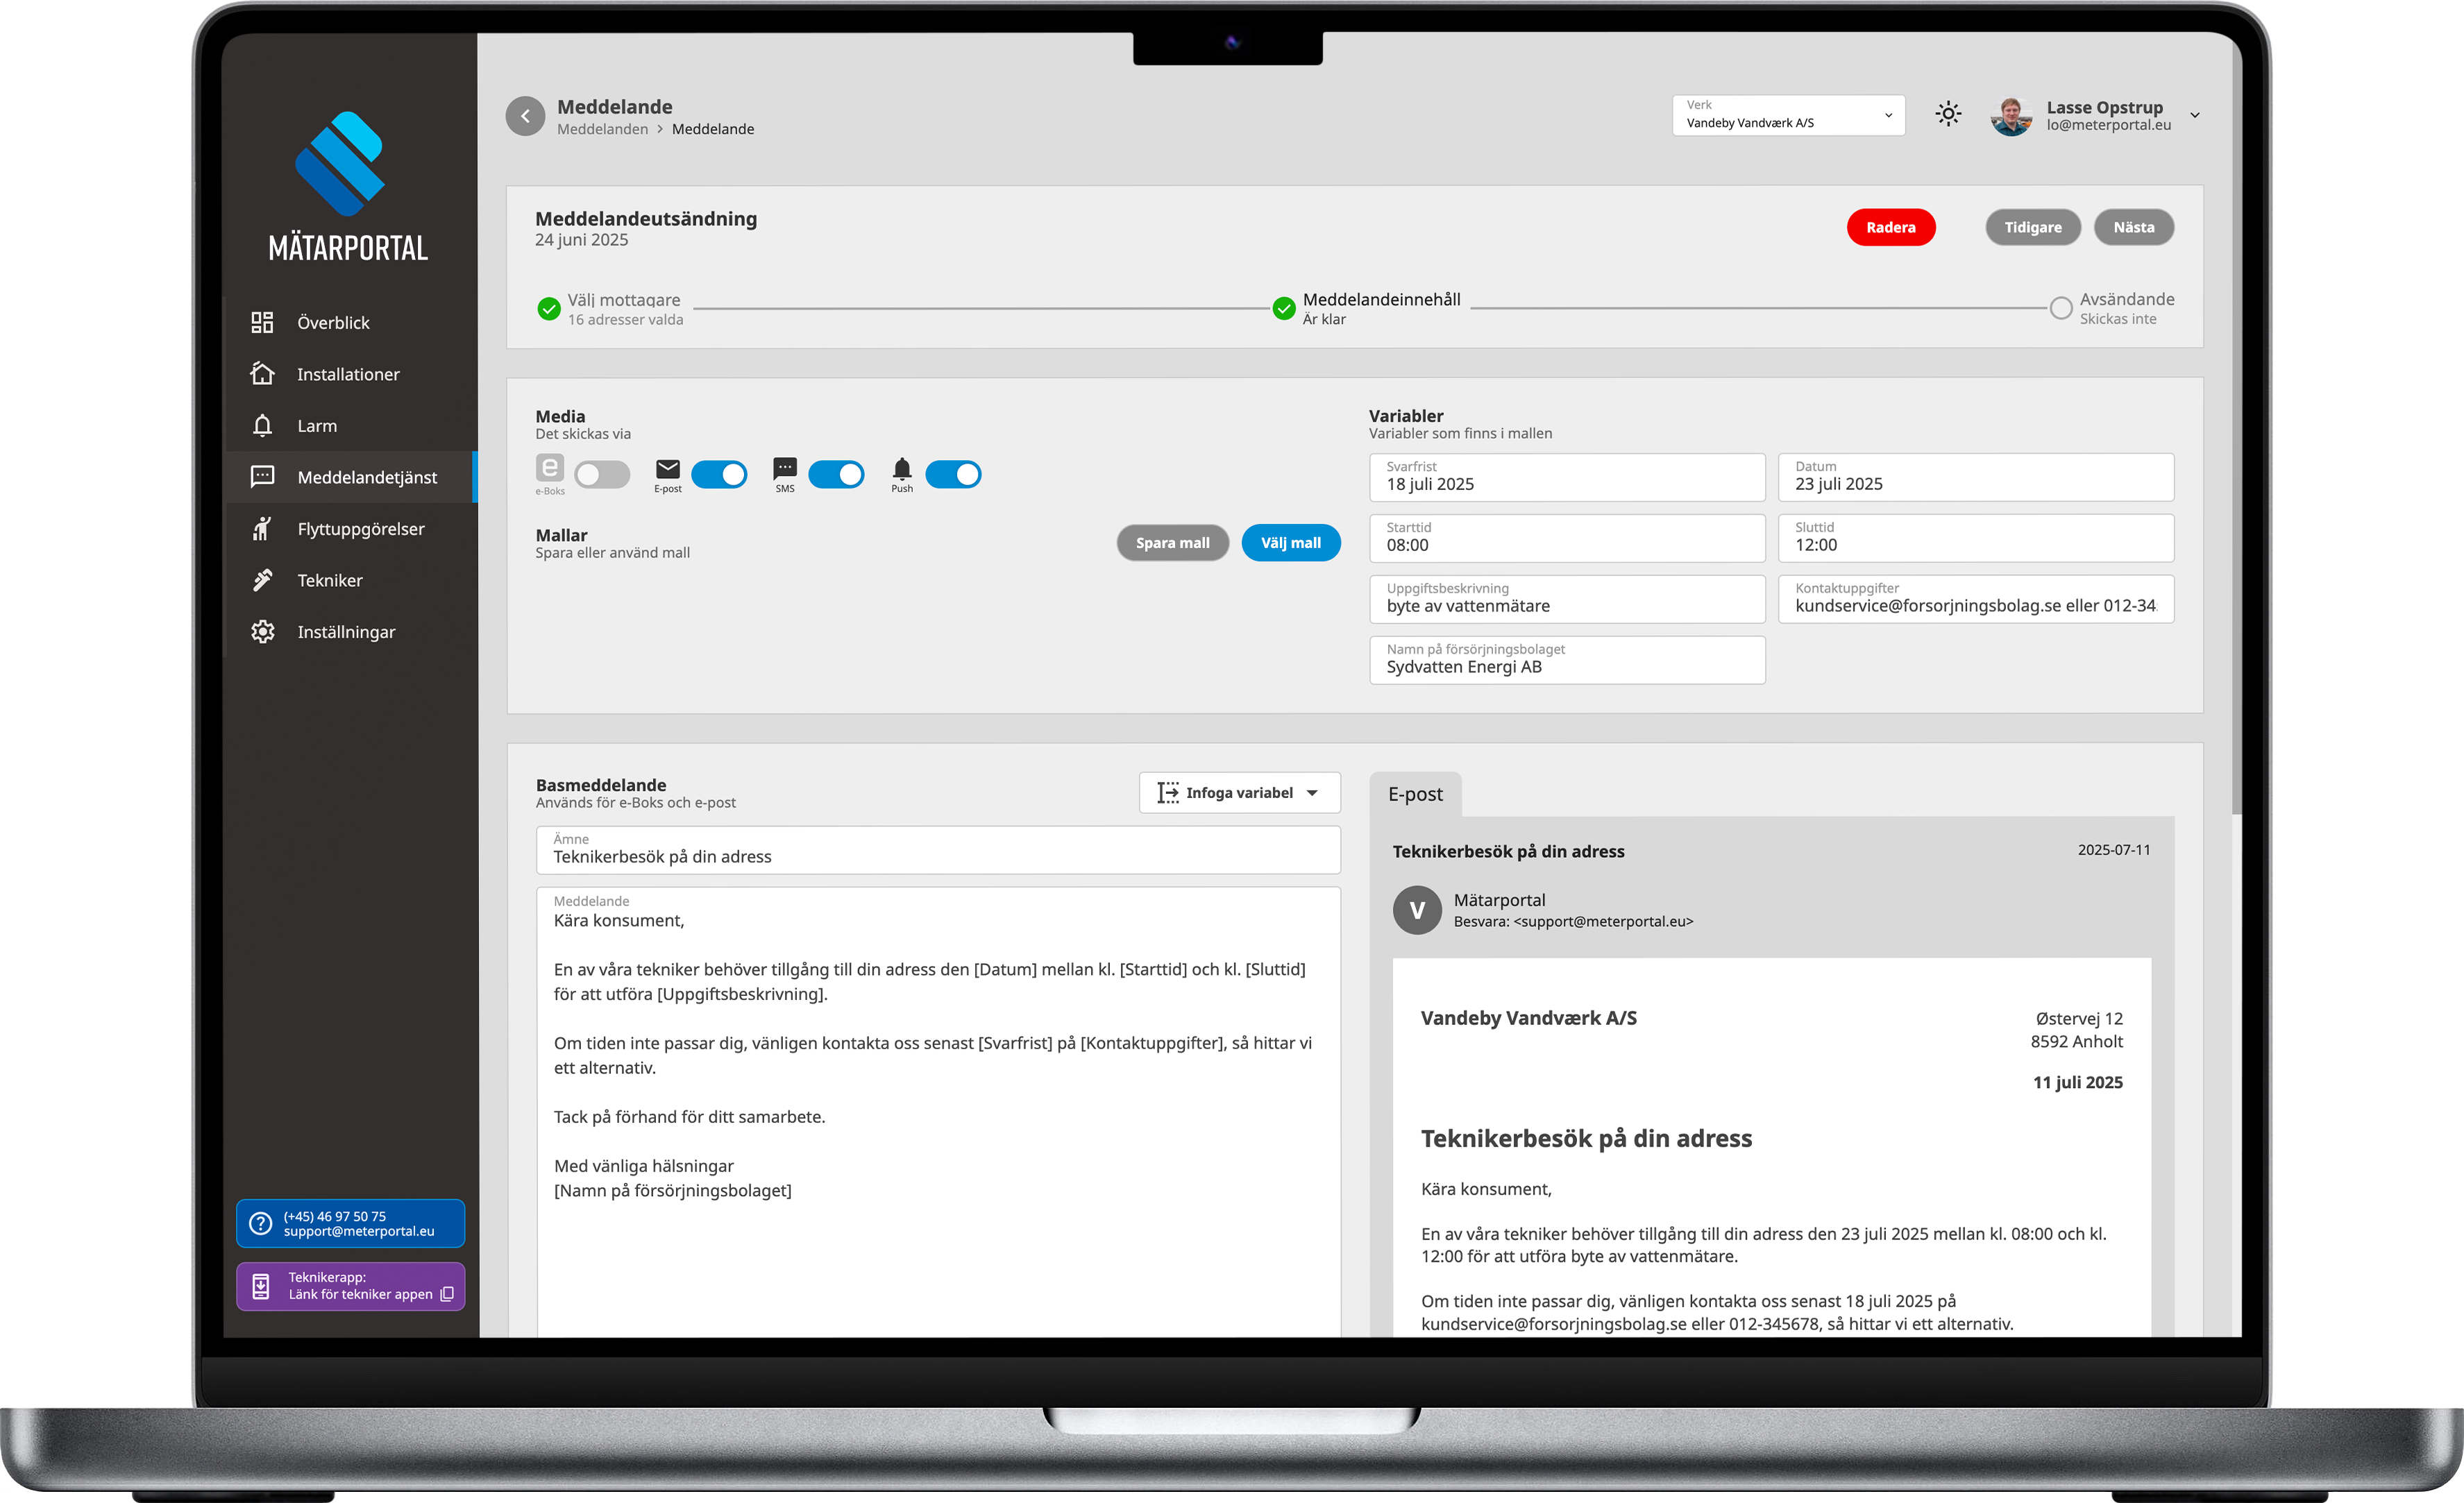 MÄTARPORTAL
Överblick
Installationer
Larm
Meddelandetjänst
Flyttuppgörelser
Tekniker
Inställningar
(+45) 46 97 50 75
support@meterportal.eu
Teknikerapp:
Länk för tekniker appen
Meddelande
Meddelanden > Meddelande
Verk
Vandeby Vandværk A/S
Lasse Opstrup
lo@meterportal.eu
Meddelandeutsändning
24 juni 2025
Radera
Tidigare
Nästa
Välj mottagare
16 adresser valda
Meddelandeinnehåll
Är klar
Avsändande
Skickas inte
Media
Det skickas via
e
e-Boks
E-post
SMS
Push
Mallar
Spara eller använd mall
Spara mall
Välj mall
Variabler
Variabler som finns i mallen
Svarfrist
18 juli 2025
Datum
23 juli 2025
Starttid
08:00
Sluttid
12:00
Uppgiftsbeskrivning
byte av vattenmätare
Kontaktuppgifter
kundservice@forsorjningsbolag.se eller 012-34
Namn på försörjningsbolaget
Sydvatten Energi AB
Basmeddelande
Används för e-Boks och e-post
Infoga variabel
Ämne
Teknikerbesök på din adress
Meddelande
Kära konsument,
En av våra tekniker behöver tillgång till din adress den [Datum] mellan kl. [Starttid] och kl. [Sluttid]
för att utföra [Uppgiftsbeskrivning].
Om tiden inte passar dig, vänligen kontakta oss senast [Svarfrist] på [Kontaktuppgifter], så hittar vi
ett alternativ.
Tack på förhand för ditt samarbete.
Med vänliga hälsningar
[Namn på försörjningsbolaget]
E-post
Teknikerbesök på din adress
2025-07-11
V
Mätarportal
Besvara: <support@meterportal.eu>
Vandeby Vandværk A/S
Østervej 12
8592 Anholt
11 juli 2025
Teknikerbesök på din adress
Kära konsument,
En av våra tekniker behöver tillgång till din adress den 23 juli 2025 mellan kl. 08:00 och kl.
12:00 för att utföra byte av vattenmätare.
Om tiden inte passar dig, vänligen kontakta oss senast 18 juli 2025 på
kundservice@forsorjningsbolag.se eller 012-345678, så hittar vi ett alternativ.